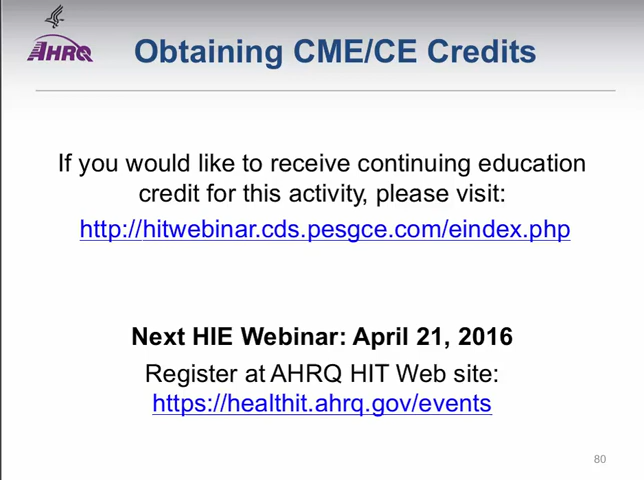 AHRQ
Obtaining CME/CE Credits
If you would like to receive continuing education
credit for this activity, please visit:
http://hitwebinar.cds.pesgce.com/eindex.php
Next HIE Webinar: April 21, 2016
Register at AHRQ HIT Web site:
https://healthit.ahrq.gov/events
80